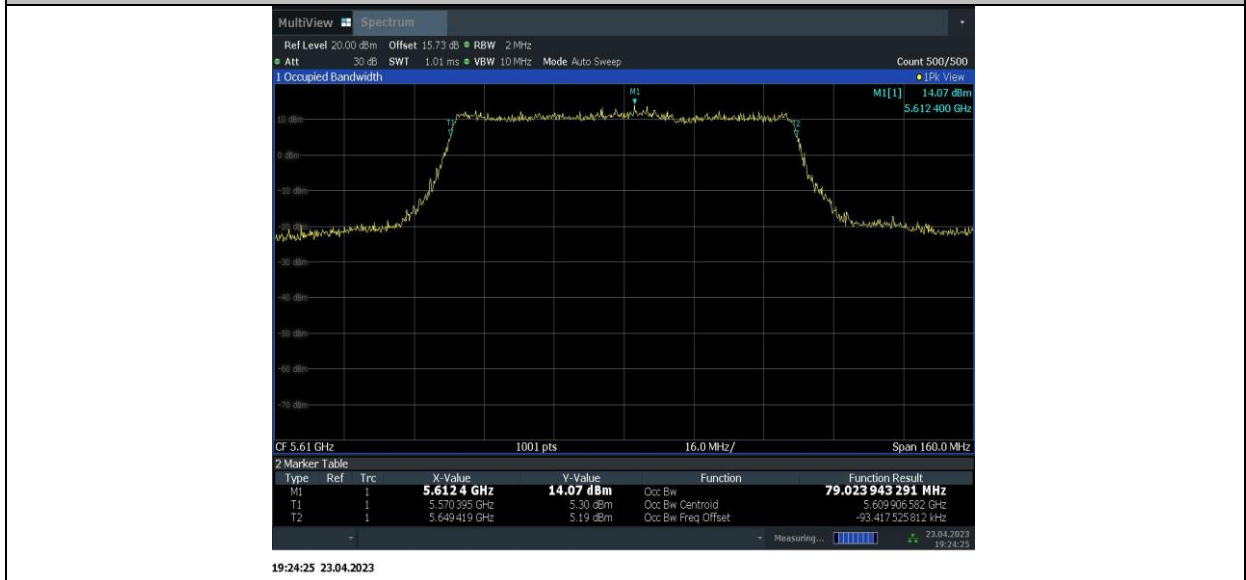 MultiView Spectrum
Ref Level 20.00 dBm Offset 15.73 dB RBW 2 MHz
Att 30 dB SWT 1.01 ms VBW 10 MHz Mode Auto Sweep Count 500/500
1 Occupied Bandwidth 1Pk View
M1 M1[1] 14.07 dBm
5.612 400 GHz
10 dBm
T1 T2
0 dBm
-10 dBm
-20 dBm
-30 dBm
-40 dBm
-50 dBm
-60 dBm
-70 dBm
CF 5.61 GHz 1001 pts 16.0 MHz/ Span 160.0 MHz
2 Marker Table
Type Ref Trc X-Value Y-Value Function Function Result
M1 1 5.612 4 GHz 14.07 dBm Occ Bw 79.023 943 291 MHz
T1 1 5.570 395 GHz 5.30 dBm Occ Bw Centroid 5.609 906 582 GHz
T2 1 5.649 419 GHz 5.19 dBm Occ Bw Freq Offset -93.417 525 812 kHz
Measuring... 23.04.2023
19:24:25
19:24:25 23.04.2023